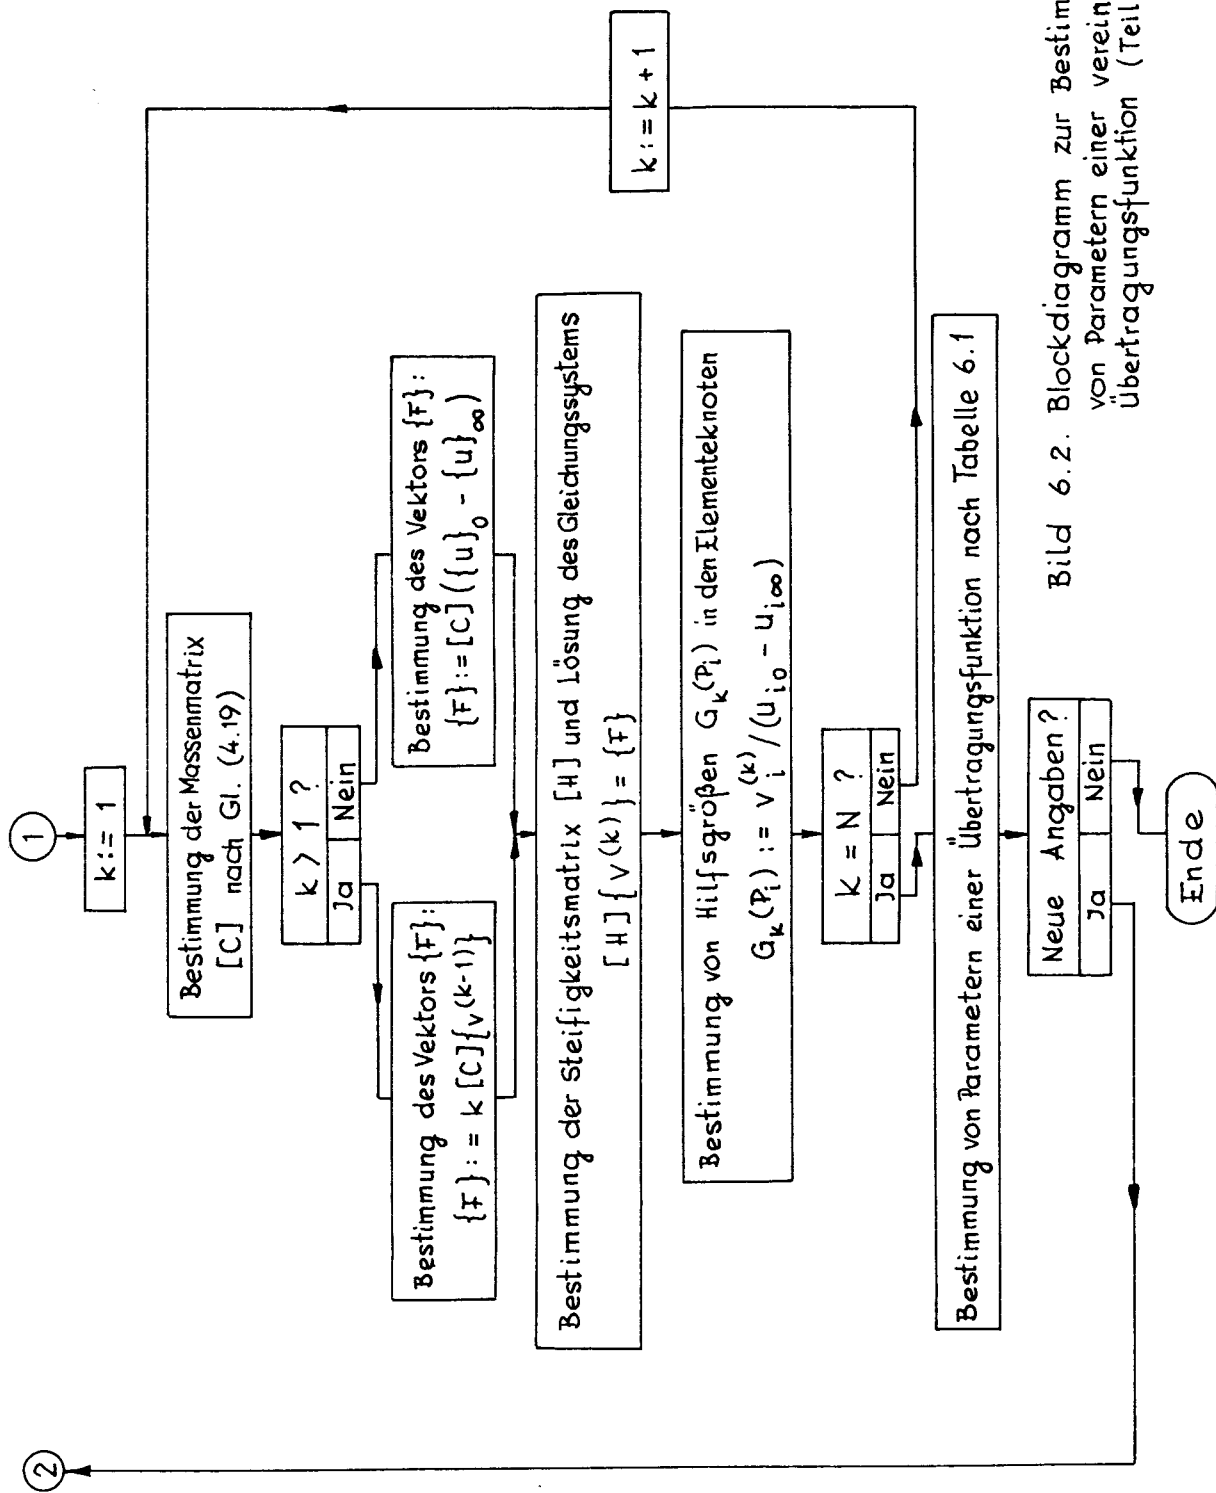 1
k := 1
Bestimmung der Massenmatrix
[C] nach Gl. (4.19)
k > 1 ?
Ja Nein
Bestimmung des Vektors {F}:
{F} := k [C]{v^(k-1)}
Bestimmung des Vektors {F}:
{F} := [C] ({u}_0 - {u}_∞)
Bestimmung der Steifigkeitsmatrix [H] und Lösung des Gleichungssystems
[H]{v^(k)} = {F}
Bestimmung von Hilfsgrößen G_k(P_i) in den Elementeknoten
G_k(P_i) := v_i^(k) / (u_i0 - u_i∞)
k = N ?
Ja Nein
k := k + 1
Bestimmung von Parametern einer Übertragungsfunktion nach Tabelle 6.1
Neue Angaben ?
Ja Nein
Ende
2
Bild 6.2. Blockdiagramm zur Bestim
von Parametern einer verein
Übertragungsfunktion (Teil